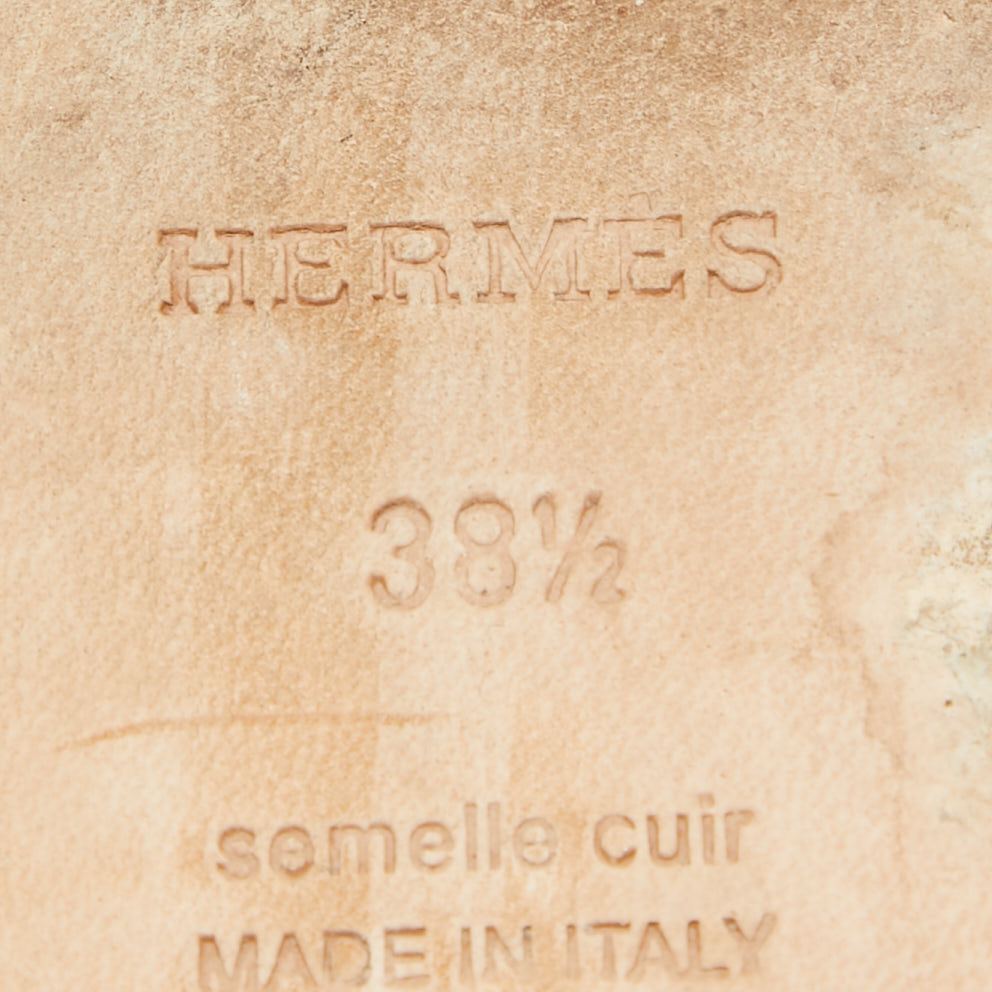 HERMÈS
38½
semelle cuir
MADE IN ITALY